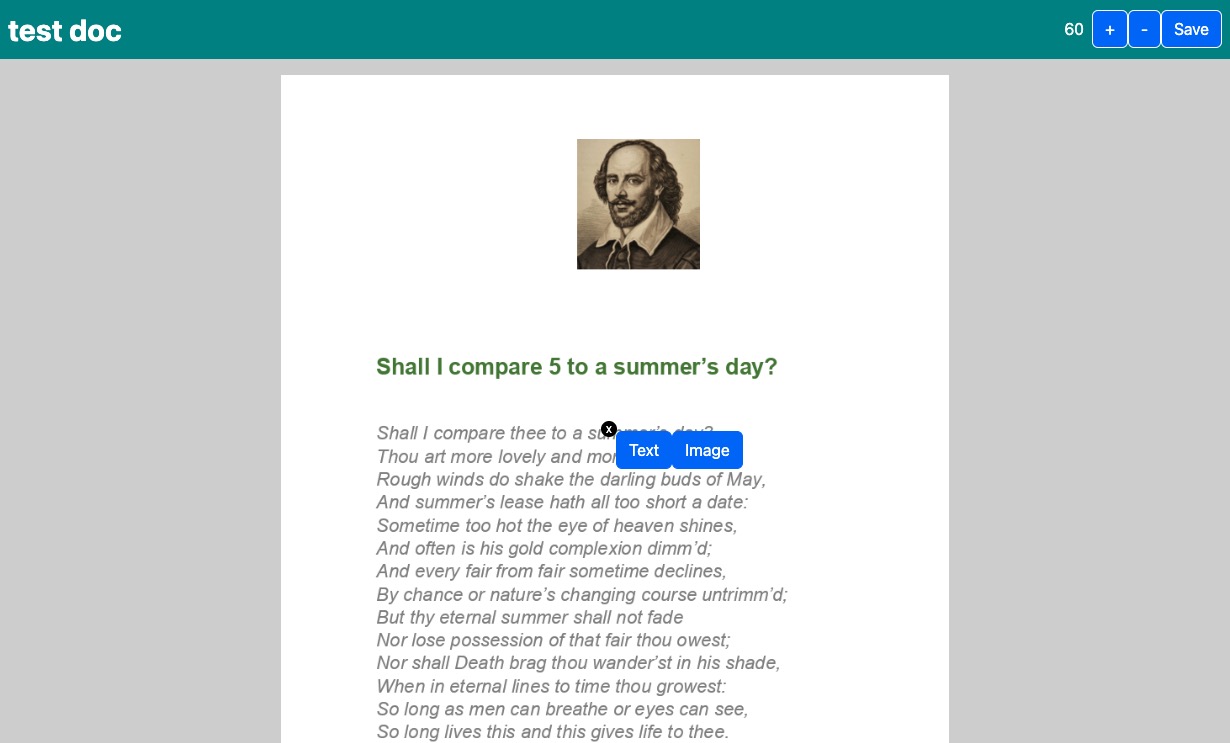 test doc
60 + - Save
Shall I compare 5 to a summer’s day?
Shall I compare thee to a summer’s day?
x
Text Image
Thou art more lovely and
Rough winds do shake the darling buds of May,
And summer’s lease hath all too short a date:
Sometime too hot the eye of heaven shines,
And often is his gold complexion dimm’d;
And every fair from fair sometime declines,
By chance or nature’s changing course untrimm’d;
But thy eternal summer shall not fade
Nor lose possession of that fair thou owest;
Nor shall Death brag thou wander’st in his shade,
When in eternal lines to time thou growest:
So long as men can breathe or eyes can see,
So long lives this and this gives life to thee.